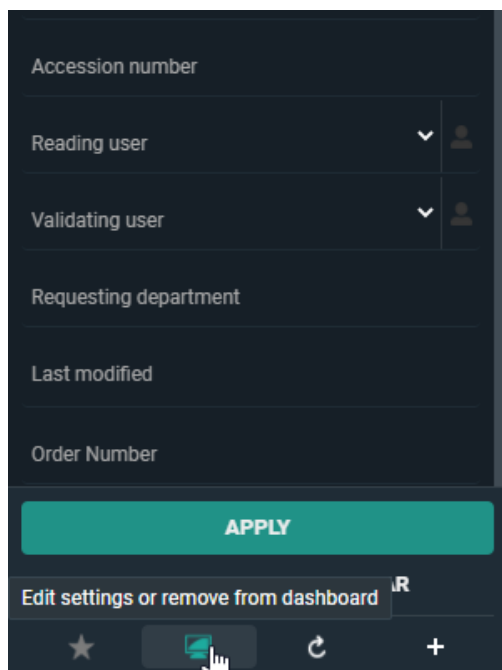 Accession number
Reading user
Validating user
Requesting department
Last modified
Order Number
APPLY
Edit settings or remove from dashboard